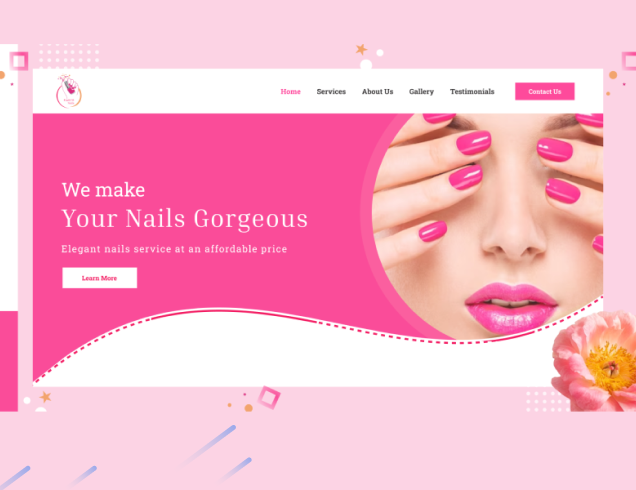 Home Services About Us Gallery Testimonials Contact Us
We make
Your Nails Gorgeous
Elegant nails service at an affordable price
Learn More